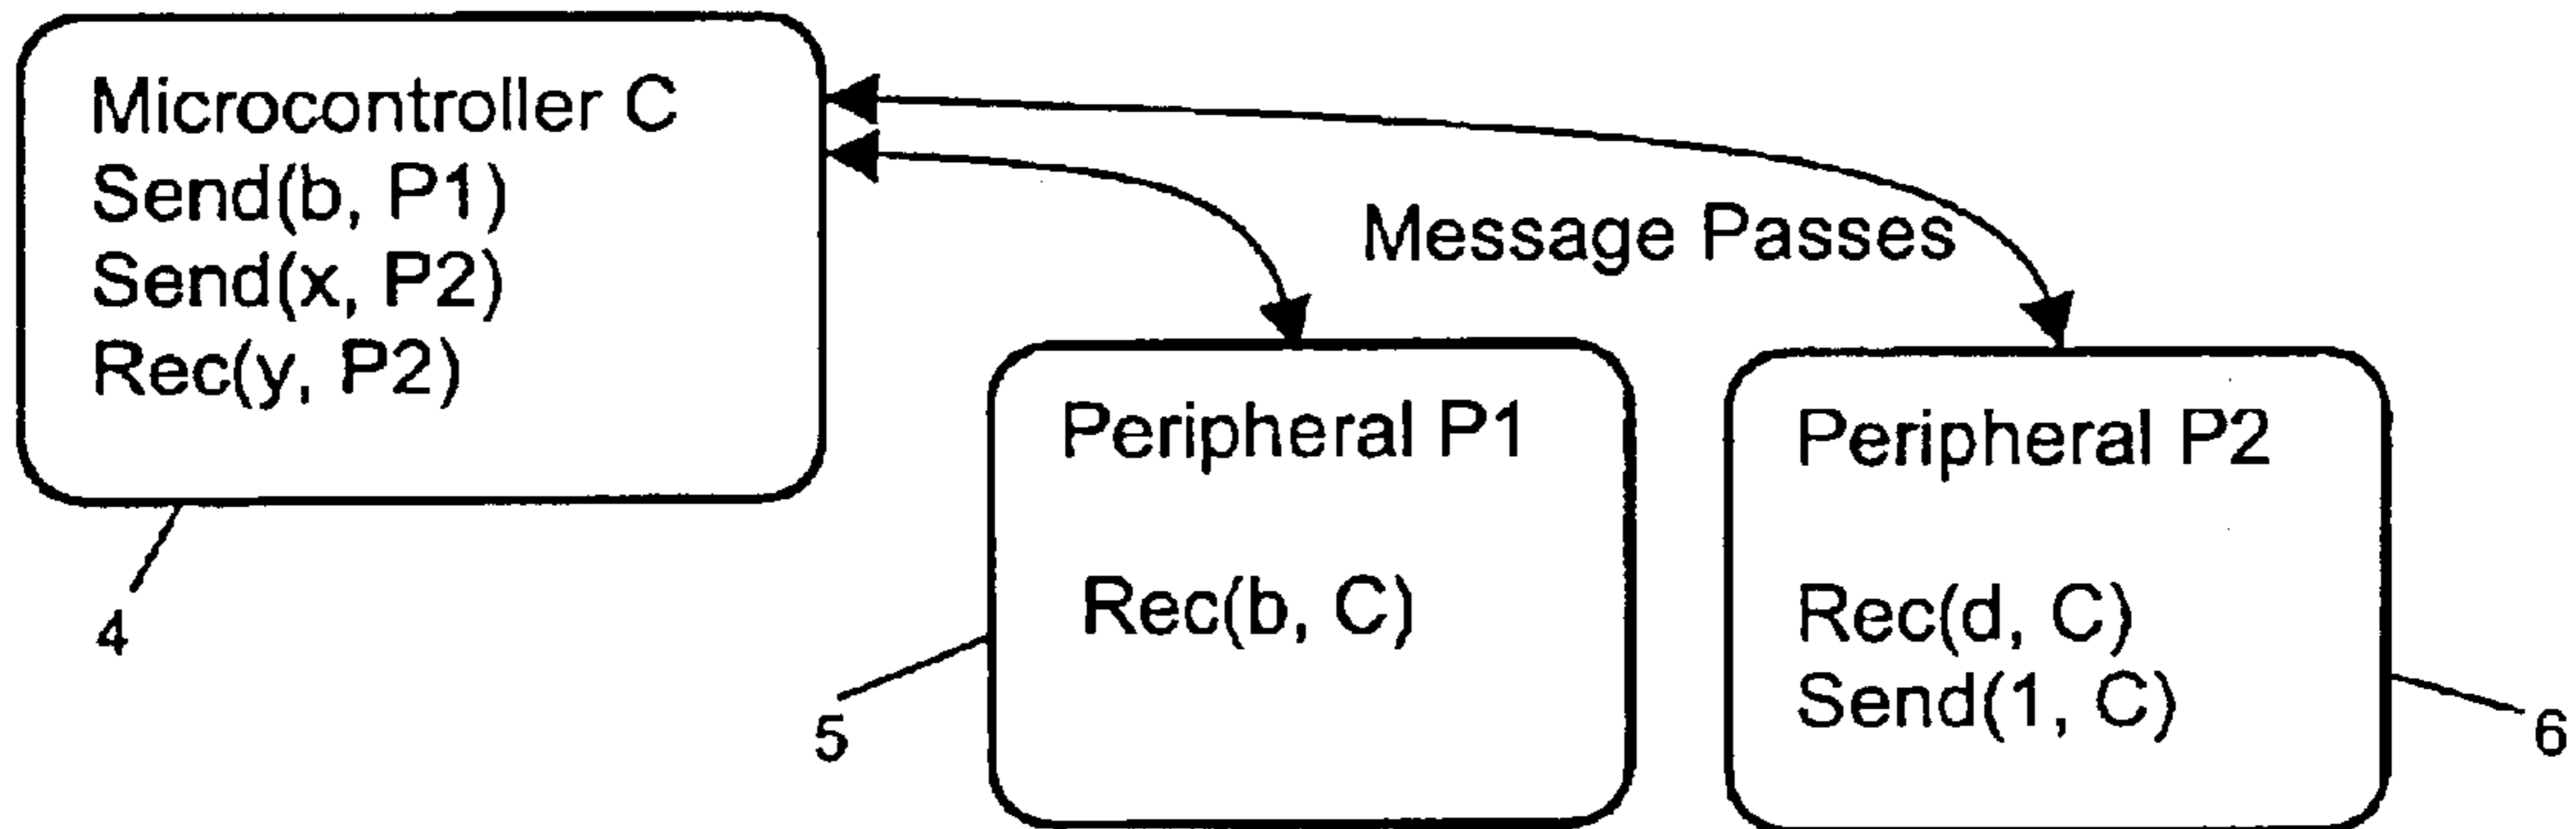 Microcontroller C
Send(b, P1)
Send(x, P2)
Rec(y, P2)
Message Passes
Peripheral P1
Rec(b, C)
Peripheral P2
Rec(d, C)
Send(1, C)
4
5
6